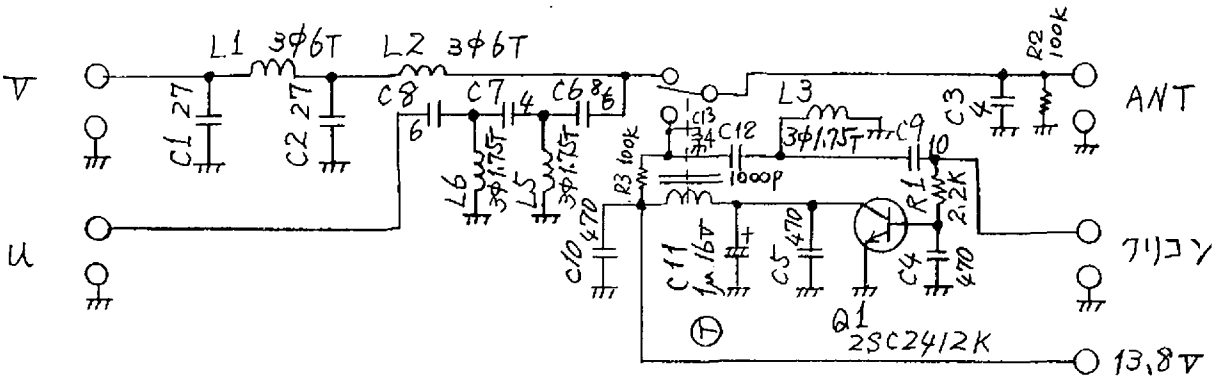 V
L1 3φ6T
L2 3φ6T
C1 27
C2 27
C8
6
C7
4
C6
L6
3φ1.75T
L5
3φ1.75T
U
C13
R3 100k
C12
1000P
L3
3φ1.75T
C9
10
C3
4
R2
100k
ANT
R1
2.2K
C10
470
C11
1μ 16V
+
C5
470
C4
470
Q1
2SC2412K
T
クリコン
13.8V